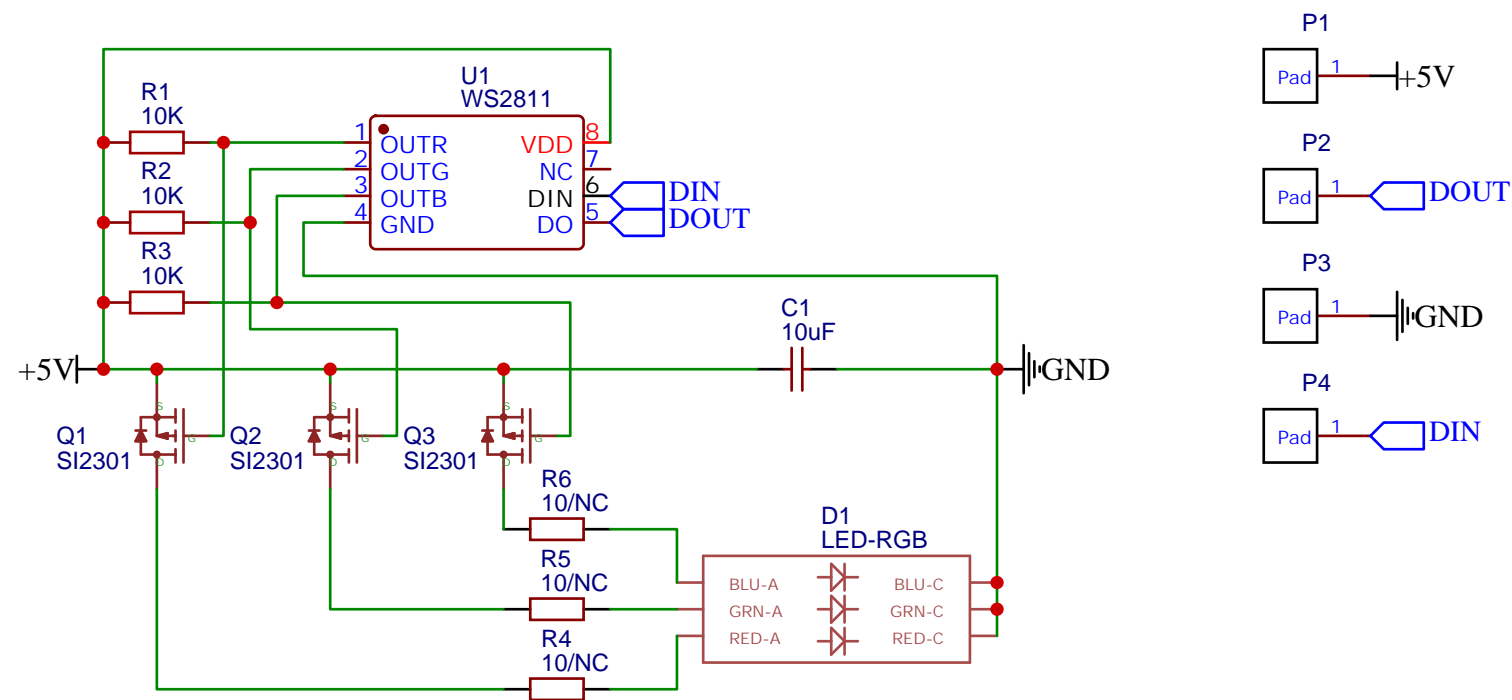 U1
WS2811
1 OUTR
2 OUTG
3 OUTB
4 GND
VDD 8
NC 7
DIN 6
DO 5
DIN
DOUT
R1
10K
R2
10K
R3
10K
+5V
C1
10uF
GND
S
G
D
Q1
SI2301
S
G
D
Q2
SI2301
S
G
D
Q3
SI2301
R6
10/NC
R5
10/NC
R4
10/NC
D1
LED-RGB
BLU-A BLU-C
GRN-A GRN-C
RED-A RED-C
P1
Pad 1 +5V
P2
Pad 1 DOUT
P3
Pad 1 GND
P4
Pad 1 DIN